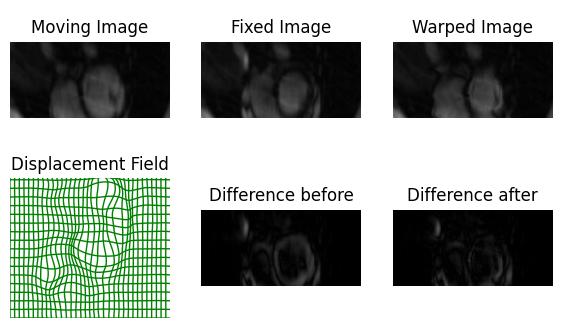 Moving Image
Fixed Image
Warped Image
Displacement Field
Difference before
Difference after